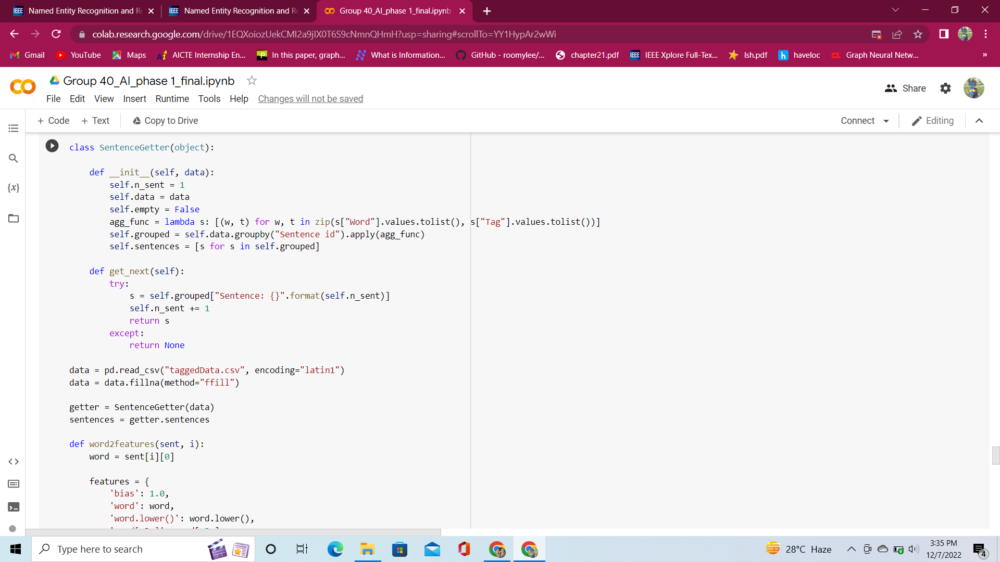 Named Entity Recognition and Re
Named Entity Recognition and Re
Group 40_AI_phase 1_final.ipynb
colab.research.google.com/drive/1EQXoiozUekCMI2a9jIX0T6S9cNmnQHmH?usp=sharing#scrollTo=YY1HypAr2wWi
Gmail YouTube Maps AICTE Internship En... In this paper, graph... What is Information... GitHub - roomylee/... chapter21.pdf IEEE Xplore Full-Tex... lsh.pdf haveloc Graph Neural Netw... »
Group 40_AI_phase 1_final.ipynb
Share
File Edit View Insert Runtime Tools Help Changes will not be saved
+ Code + Text Copy to Drive Connect Editing
class SentenceGetter(object):
    def __init__(self, data):
        self.n_sent = 1
        self.data = data
        self.empty = False
        agg_func = lambda s: [(w, t) for w, t in zip(s["Word"].values.tolist(), s["Tag"].values.tolist())]
        self.grouped = self.data.groupby("Sentence id").apply(agg_func)
        self.sentences = [s for s in self.grouped]
    def get_next(self):
        try:
            s = self.grouped["Sentence: {}".format(self.n_sent)]
            self.n_sent += 1
            return s
        except:
            return None
data = pd.read_csv("taggedData.csv", encoding="latin1")
data = data.fillna(method="ffill")
getter = SentenceGetter(data)
sentences = getter.sentences
def word2features(sent, i):
    word = sent[i][0]
    features = {
        'bias': 1.0,
        'word': word,
        'word.lower()': word.lower(),
Type here to search
28°C Haze
3:35 PM
12/7/2022
4